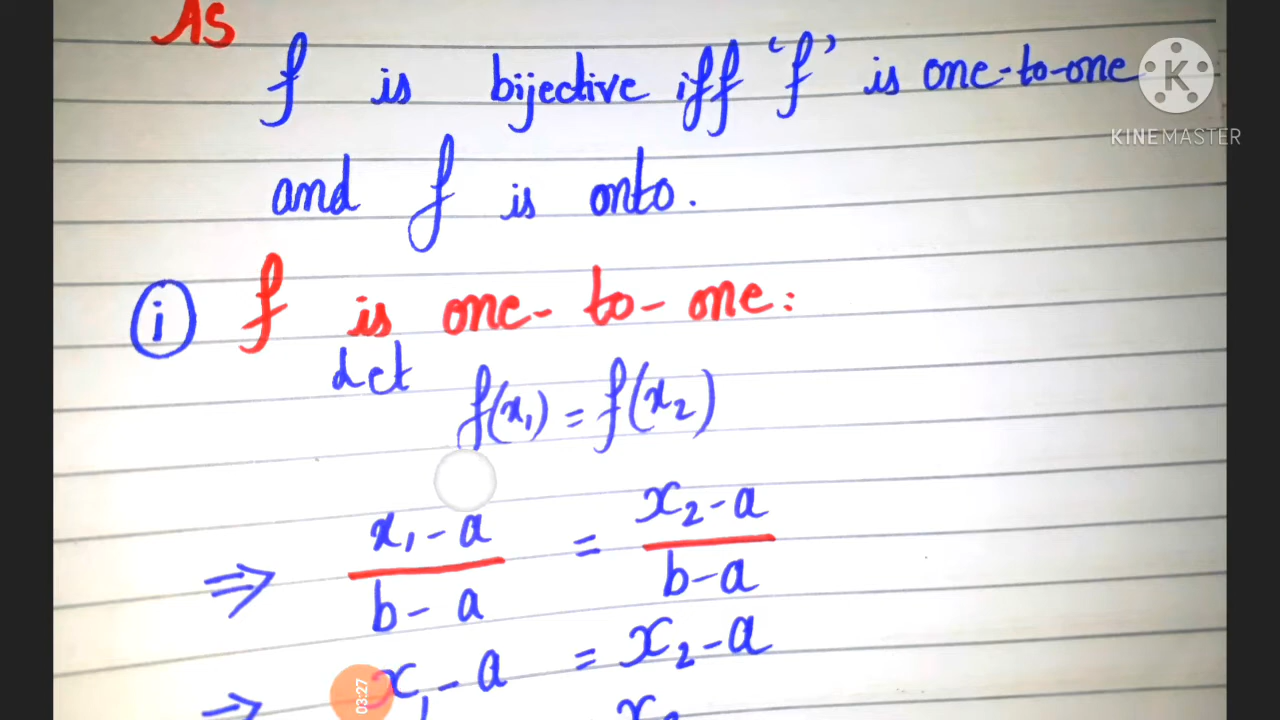 AS
f is bijective iff 'f' is one-to-one
and f is onto.
i f is one-to-one:
Let f(x₁) = f(x₂)
⇒ x₁-a / b-a = x₂-a / b-a
⇒ x₁-a = x₂-a
x₂
K
KINEMASTER
03:27